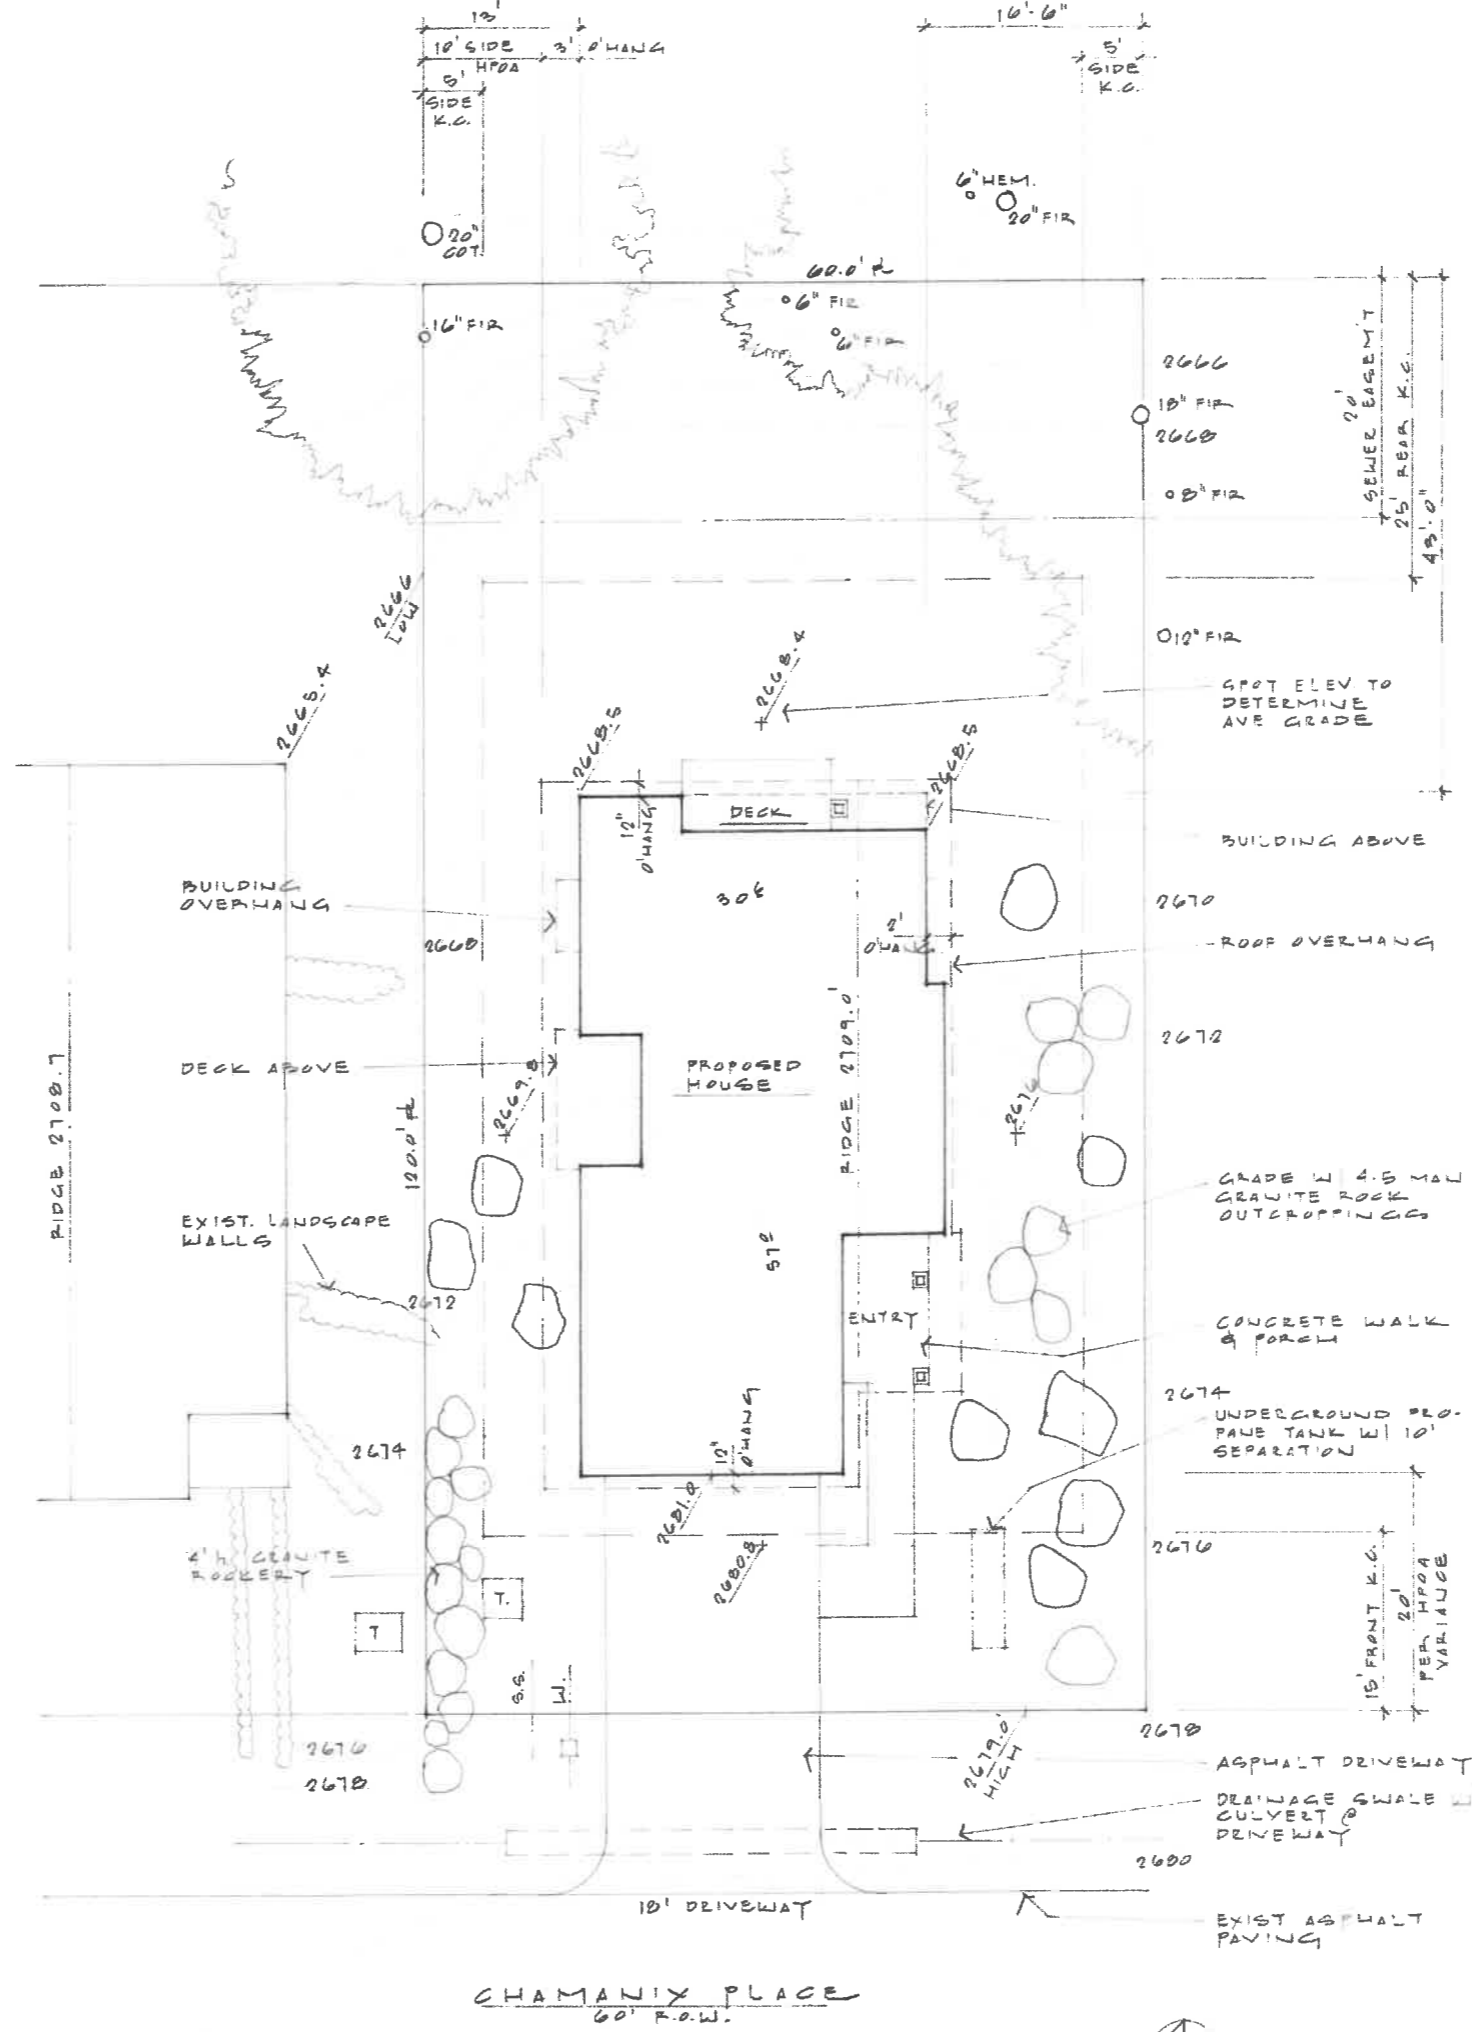 13'
16'-6"
10' SIDE
HPOA
3' O'HANG
5'
SIDE
K.C.
5'
SIDE
K.C.
6" HEM.
20" FIR
20"
COT.
60.0' PL
6" FIR
6" FIR
16" FIR
2666
18" FIR
2668
8" FIR
20'
SEWER EASEM'T
25' REAR K.C.
43'-0"
2666
LOW
12" FIR
2668.4
SPOT ELEV TO
DETERMINE
AVE GRADE
2665.4
2668.5
2668.5
DECK
12"
O'HANG
BUILDING ABOVE
BUILDING
OVERHANG
30'
2670
2'
O'HANG
ROOF OVERHANG
2668
RIDGE 2709.0'
2672
DECK ABOVE
PROPOSED
HOUSE
2669.8
2676
RIDGE 2708.7
120.0' PL
GRADE W 4.5 MAN
GRANITE ROCK
OUTCROPPINGS
EXIST. LANDSCAPE
WALLS
57'
2672
ENTRY
CONCRETE WALK
& PORCH
2674
2674
UNDERGROUND PRO-
PANE TANK W/ 10'
SEPARATION
12"
O'HANG
2681.0
2680.8
2676
4' h. GRANITE
ROCKERY
T.
T
15' FRONT K.C.
20'
PER HPOA
VARIANCE
S.S.
W.
2676
2678
2678
2679.0'
HIGH
ASPHALT DRIVEWAY
DRAINAGE SWALE W
CULVERT @
DRIVEWAY
2680
18' DRIVEWAY
EXIST ASPHALT
PAVING
CHAMANIX PLACE
60' R.O.W.